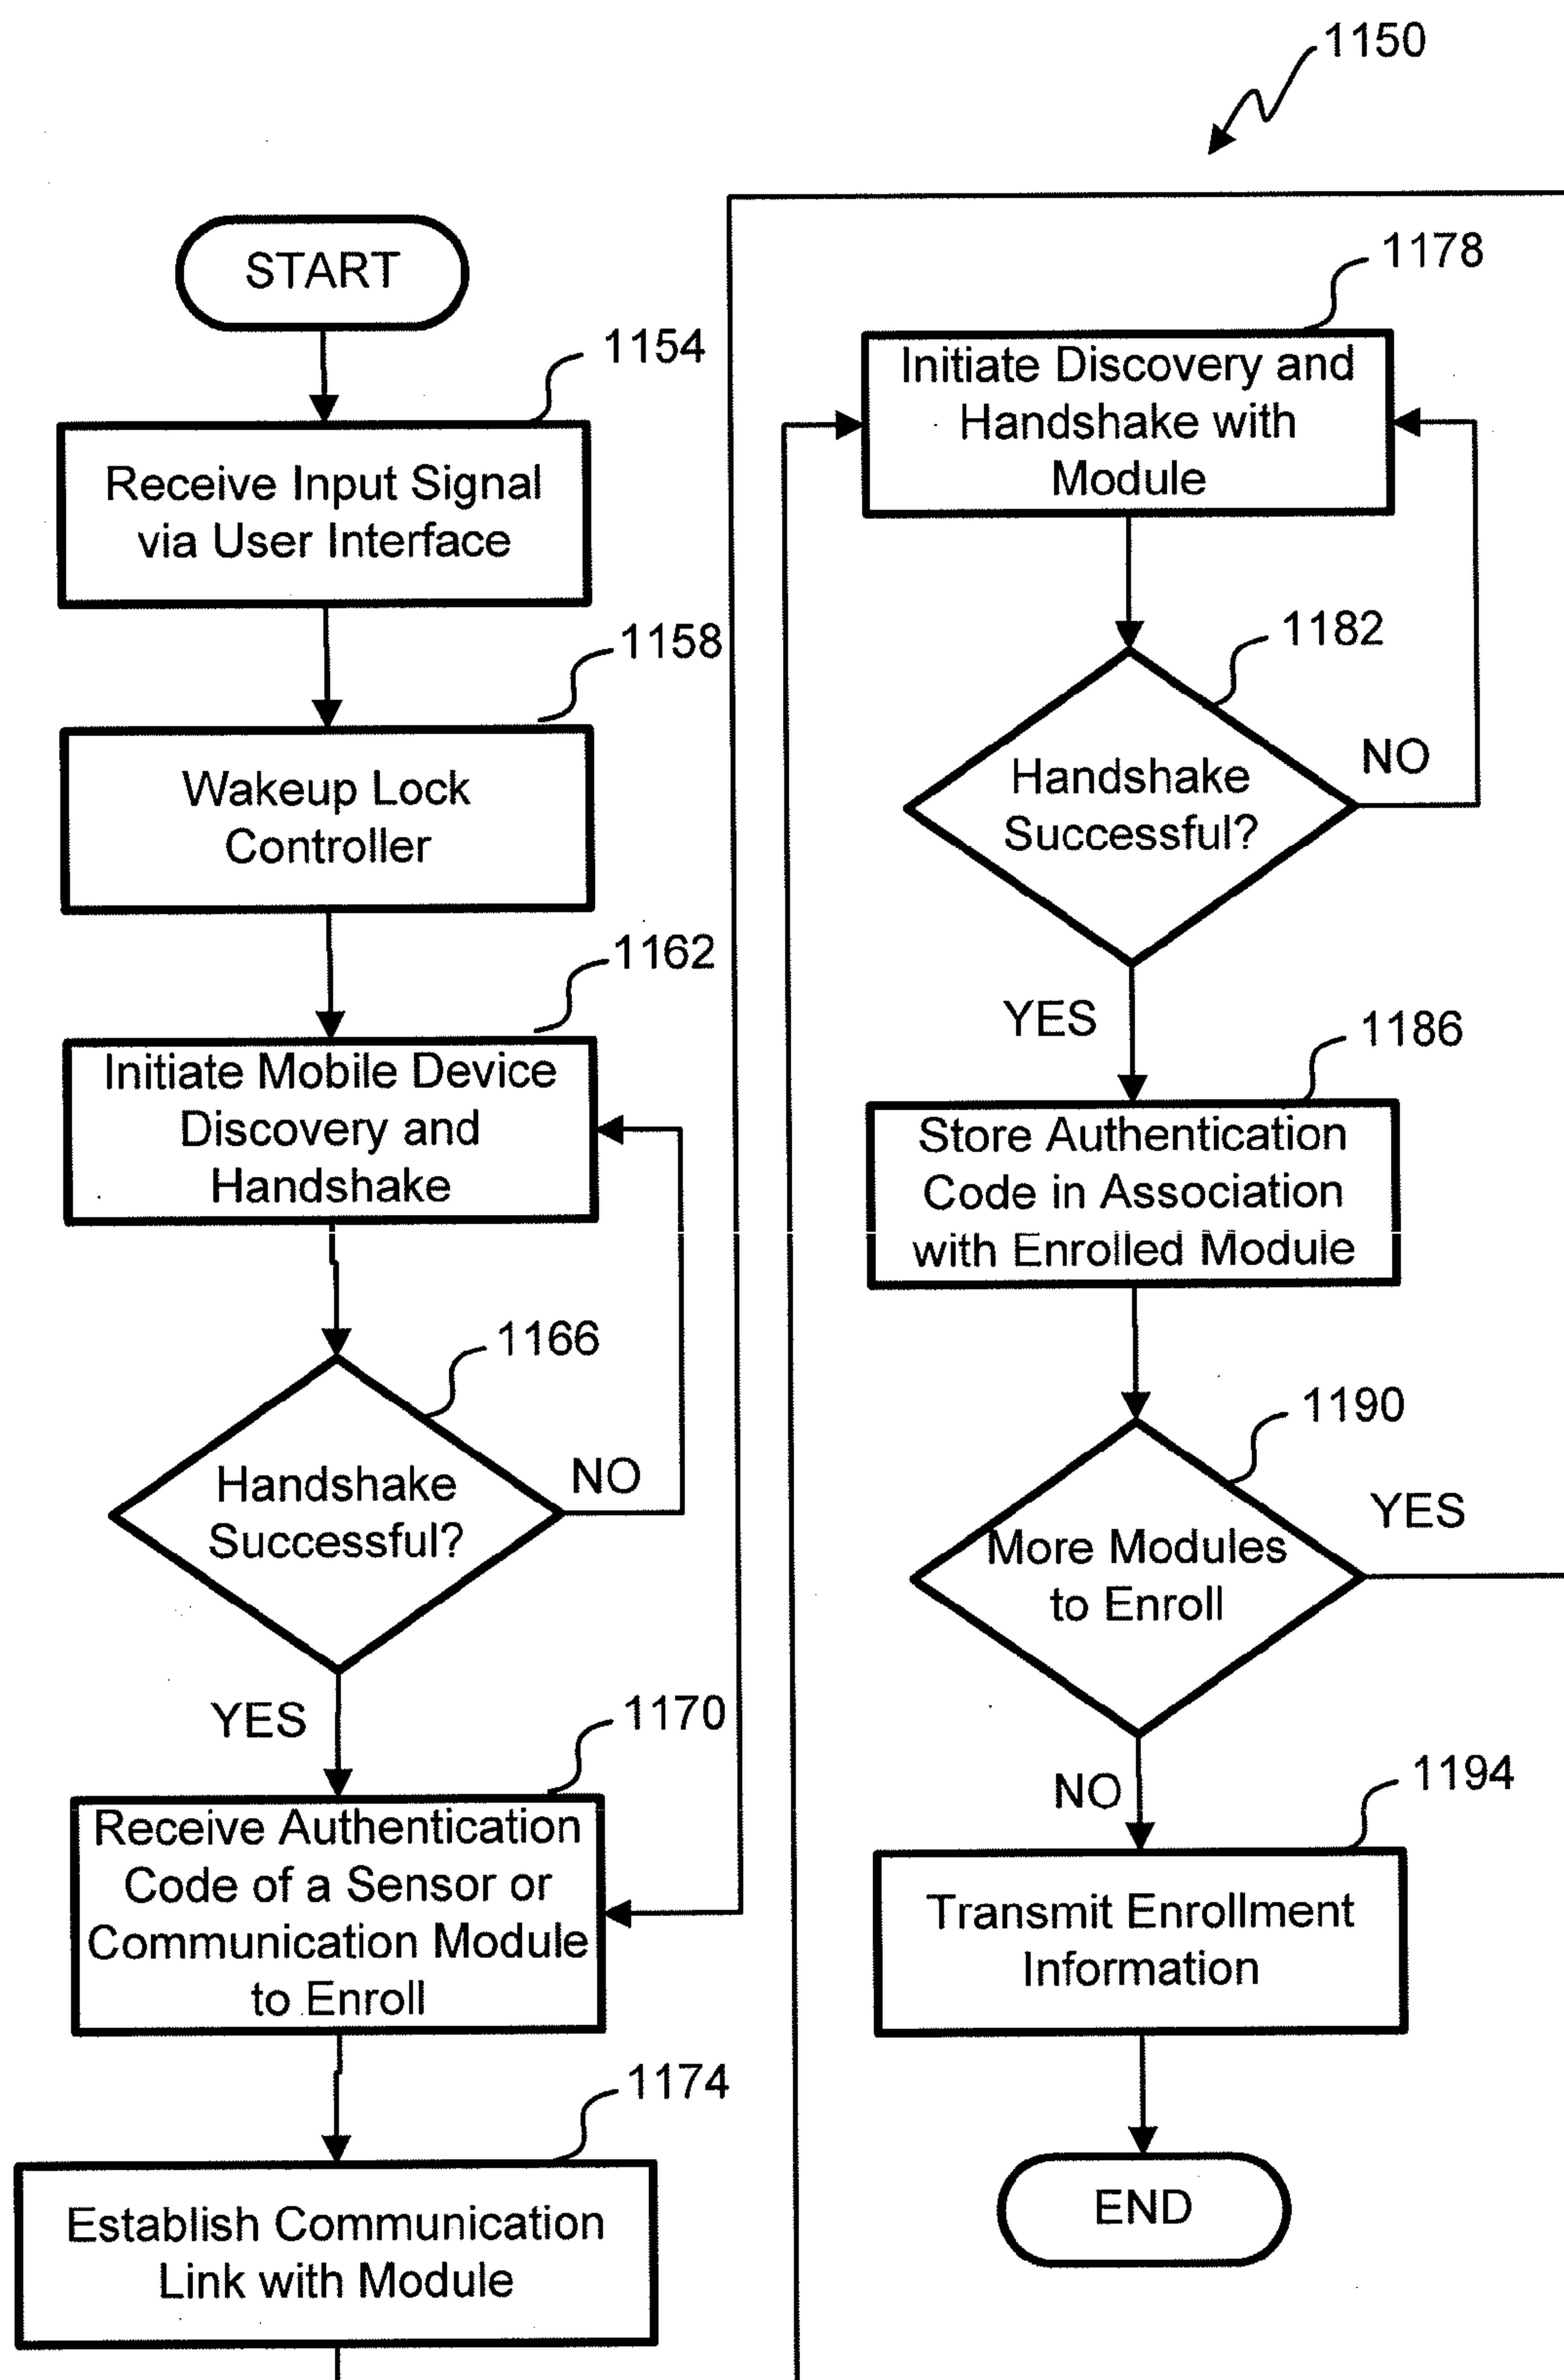 1150
START
1154
Receive Input Signal
via User Interface
1158
Wakeup Lock
Controller
1162
Initiate Mobile Device
Discovery and
Handshake
1166
Handshake
Successful?
NO
YES
1170
Receive Authentication
Code of a Sensor or
Communication Module
to Enroll
1174
Establish Communication
Link with Module
1178
Initiate Discovery and
Handshake with
Module
1182
Handshake
Successful?
NO
YES
1186
Store Authentication
Code in Association
with Enrolled Module
1190
More Modules
to Enroll
YES
NO
1194
Transmit Enrollment
Information
END